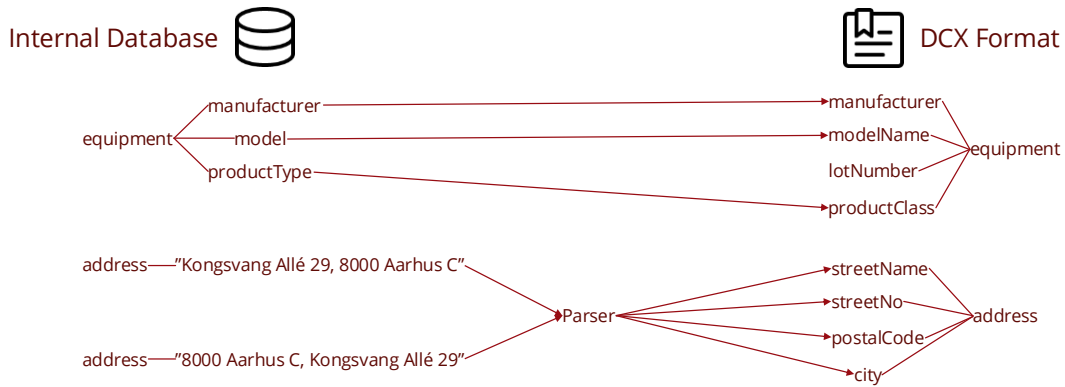 Internal Database
DCX Format
manufacturer
equipment
model
productType
manufacturer
modelName
lotNumber
productClass
equipment
address
”Kongsvang Allé 29, 8000 Aarhus C”
address
”8000 Aarhus C, Kongsvang Allé 29”
Parser
streetName
streetNo
postalCode
city
address